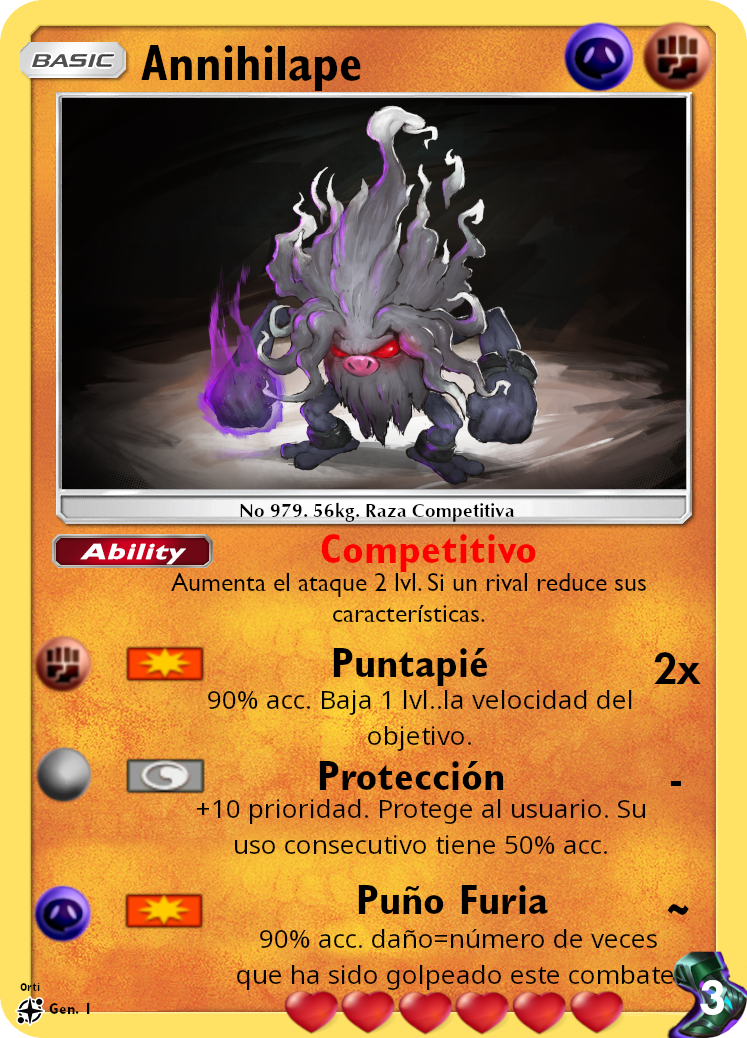 BASIC
Annihilape
No 979. 56kg. Raza Competitiva
Ability
Competitivo
Aumenta el ataque 2 lvl. Si un rival reduce sus
características.
Puntapié
2x
90% acc. Baja 1 lvl..la velocidad del
objetivo.
Protección
-
+10 prioridad. Protege al usuario. Su
uso consecutivo tiene 50% acc.
Puño Furia
~
90% acc. daño=número de veces
que ha sido golpeado este combate
Orti
Gen. 1
3